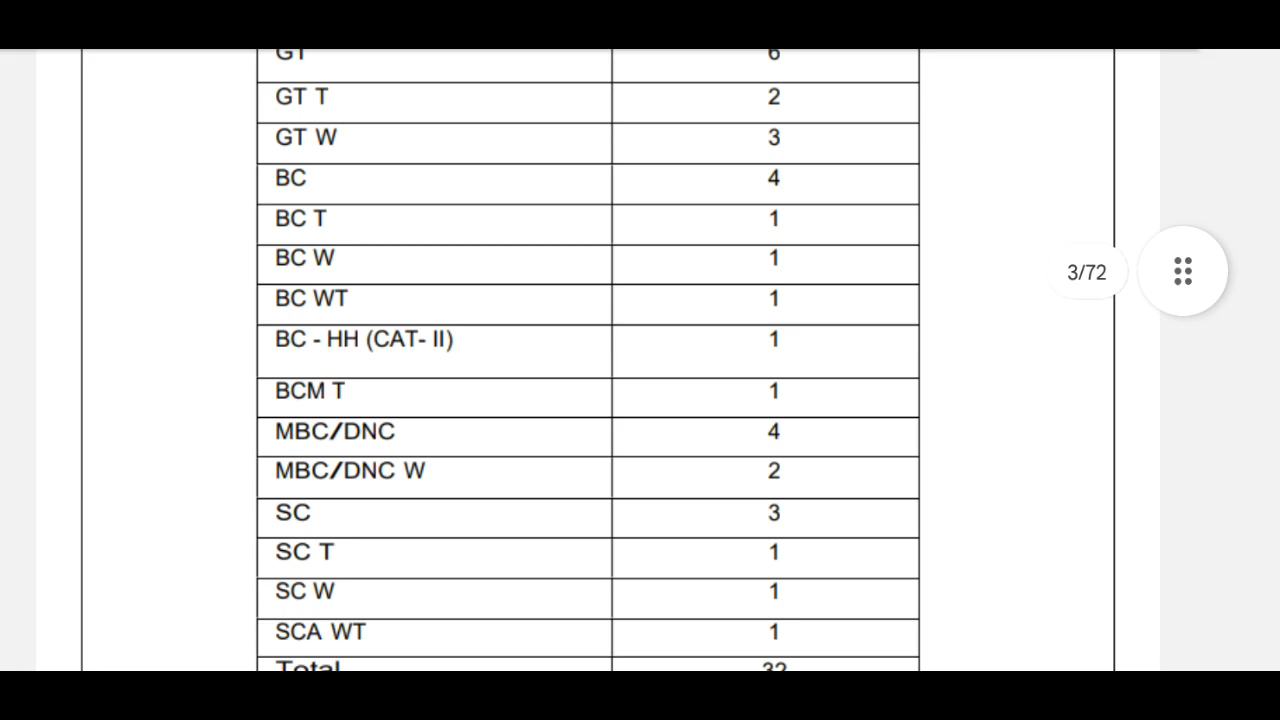 GT 6
GT T 2
GT W 3
BC 4
BC T 1
BC W 1
3/72
BC WT 1
BC - HH (CAT- II) 1
BCM T 1
MBC/DNC 4
MBC/DNC W 2
SC 3
SC T 1
SC W 1
SCA WT 1
Total 32